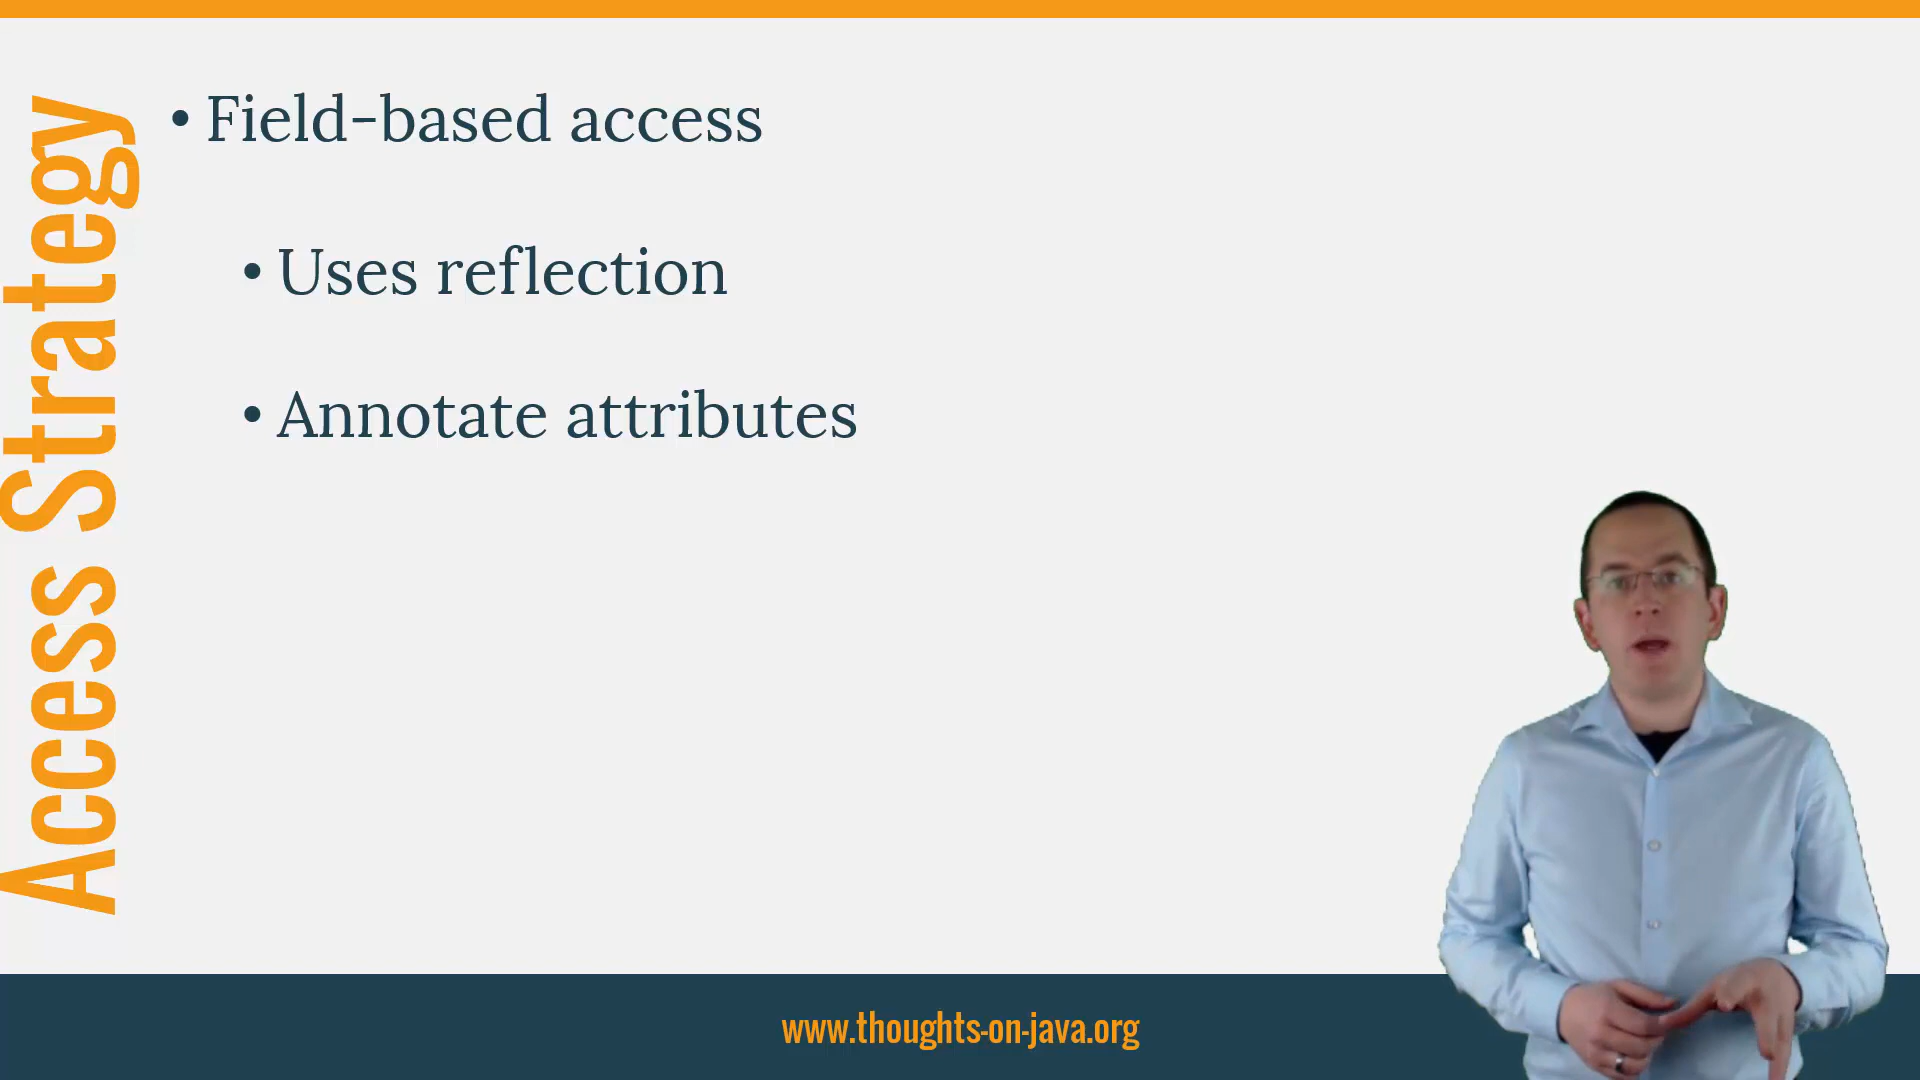 Access Strategy
• Field-based access
• Uses reflection
• Annotate attributes
www.thoughts-on-java.org